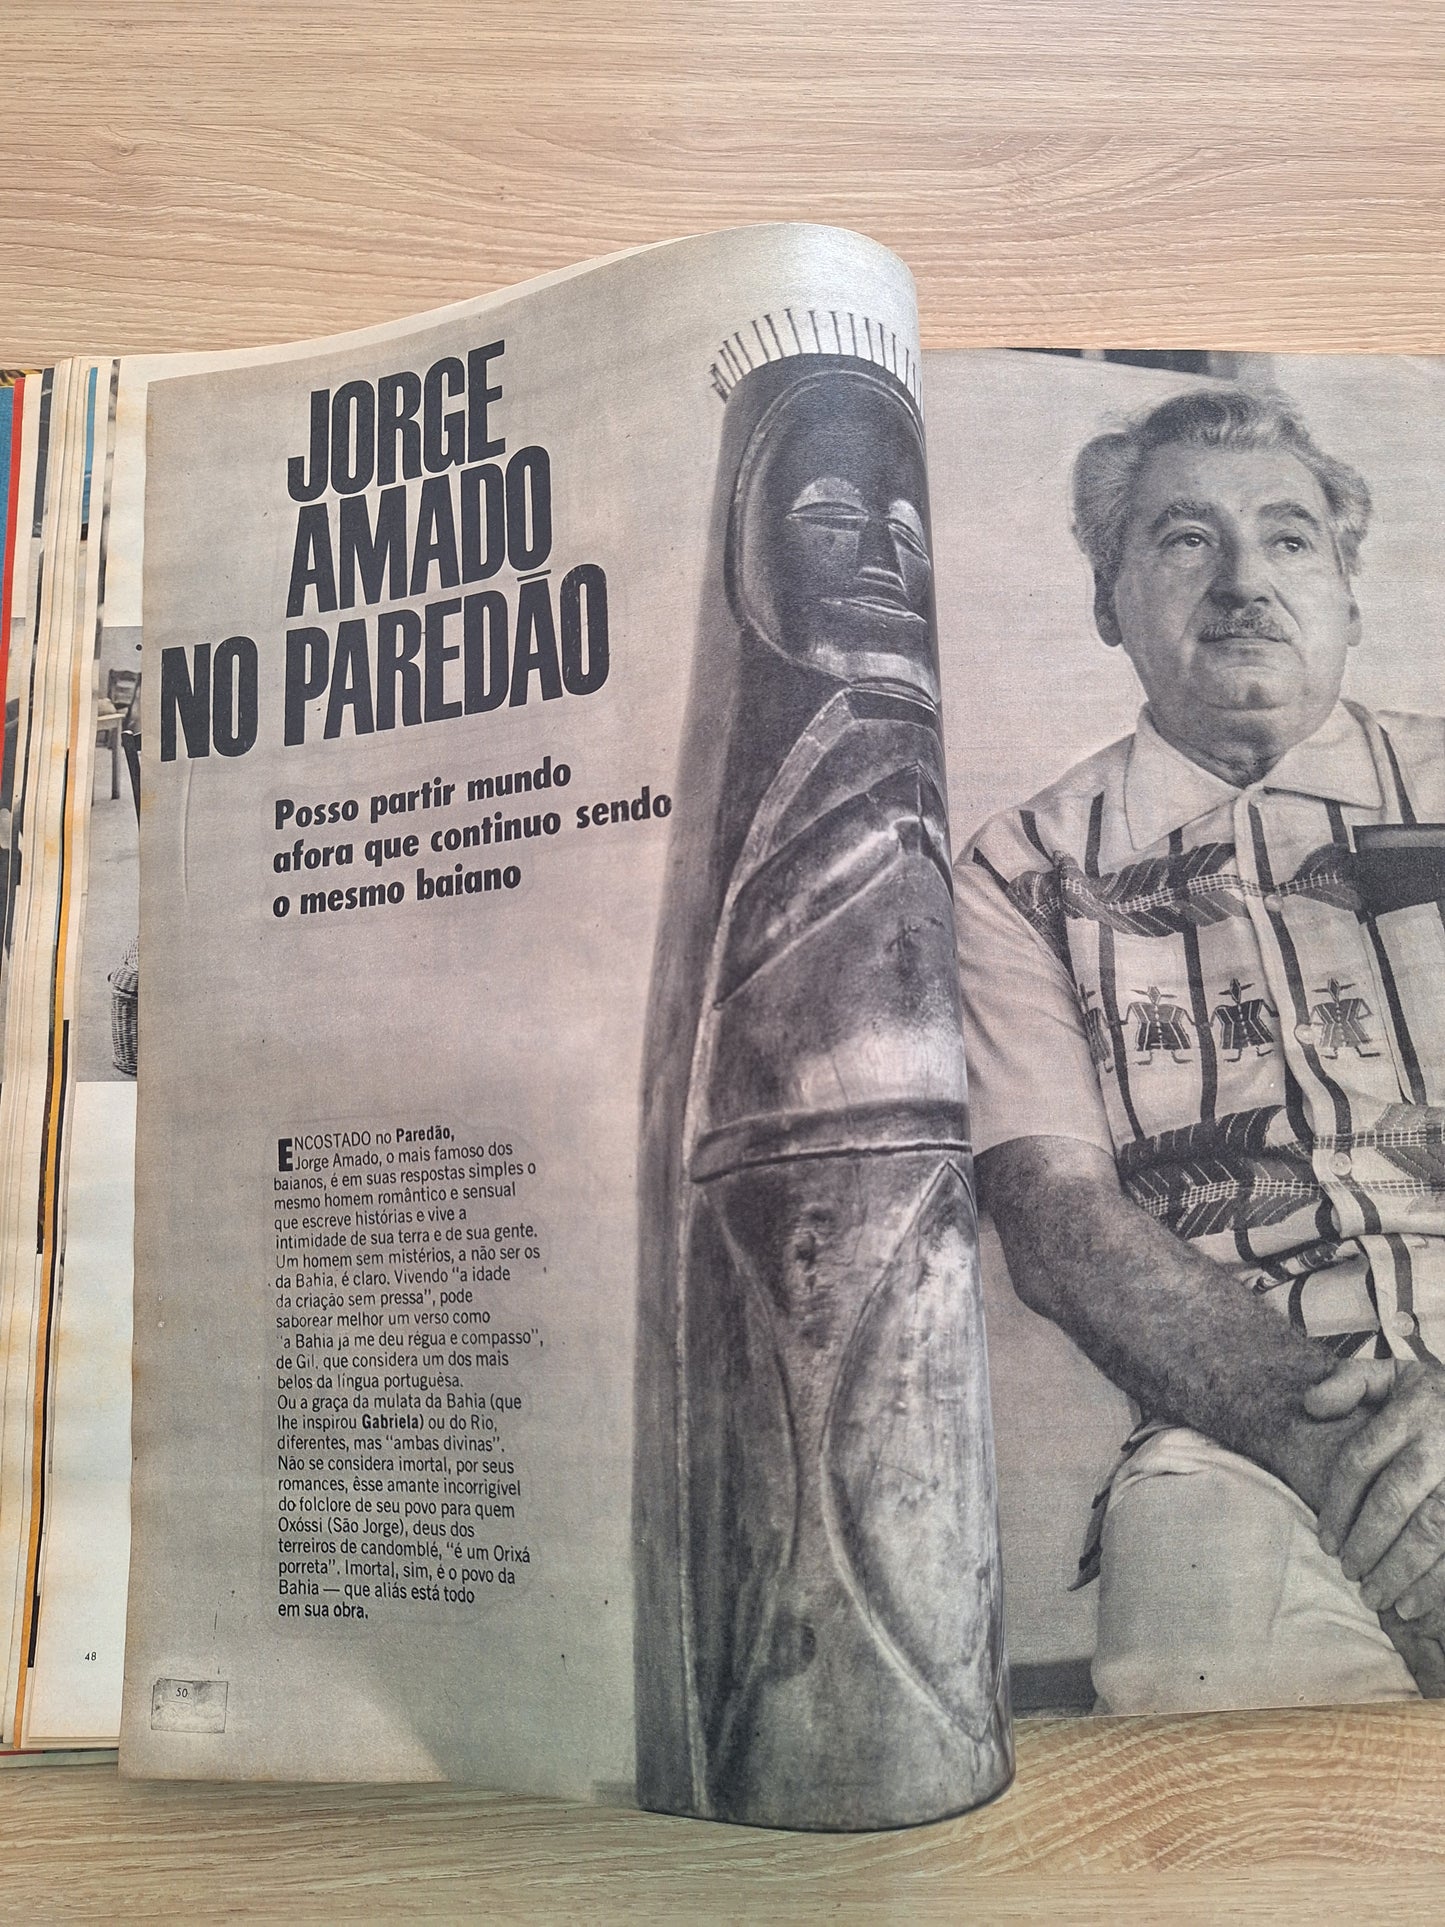 JORGE
AMADO
NO PAREDÃO
Posso partir mundo
afora que continuo sendo
o mesmo baiano
ENCOSTADO no Paredão,
Jorge Amado, o mais famoso dos
baianos, é em suas respostas simples o
mesmo homem romântico e sensual
que escreve histórias e vive a
intimidade de sua terra e de sua gente.
Um homem sem mistérios, a não ser os
da Bahia, é claro. Vivendo "a idade
da criação sem pressa", pode
saborear melhor um verso como
"a Bahia já me deu régua e compasso",
de Gil, que considera um dos mais
belos da língua portuguêsa.
Ou a graça da mulata da Bahia (que
lhe inspirou Gabriela) ou do Rio,
diferentes, mas "ambas divinas".
Não se considera imortal, por seus
romances, êsse amante incorrigível
do folclore de seu povo para quem
Oxóssi (São Jorge), deus dos
terreiros de candomblé, "é um Orixá
porreta". Imortal, sim, é o povo da
Bahia — que aliás está todo
em sua obra.
48
50